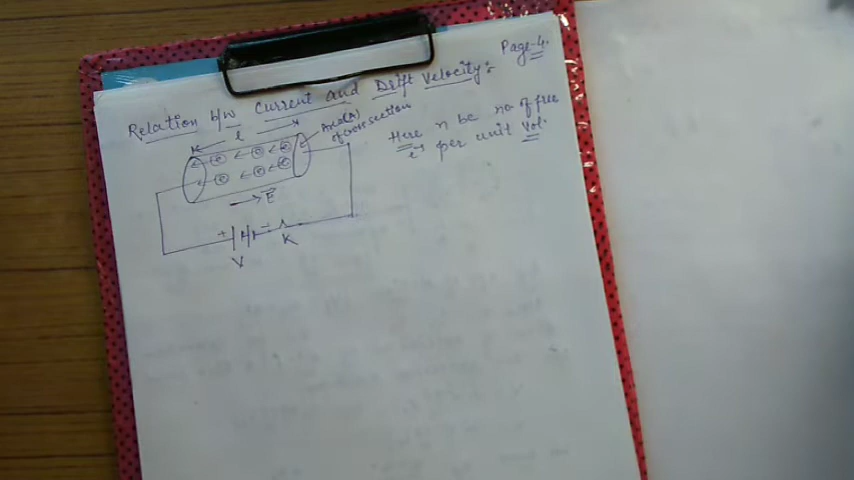 Page-4.
Relation b/w Current and Drift Velocity:
l
Area(A)
of cross section
Here n be no of free
e⁻s per unit Vol.
e e e
e e
E
+ -
V
K